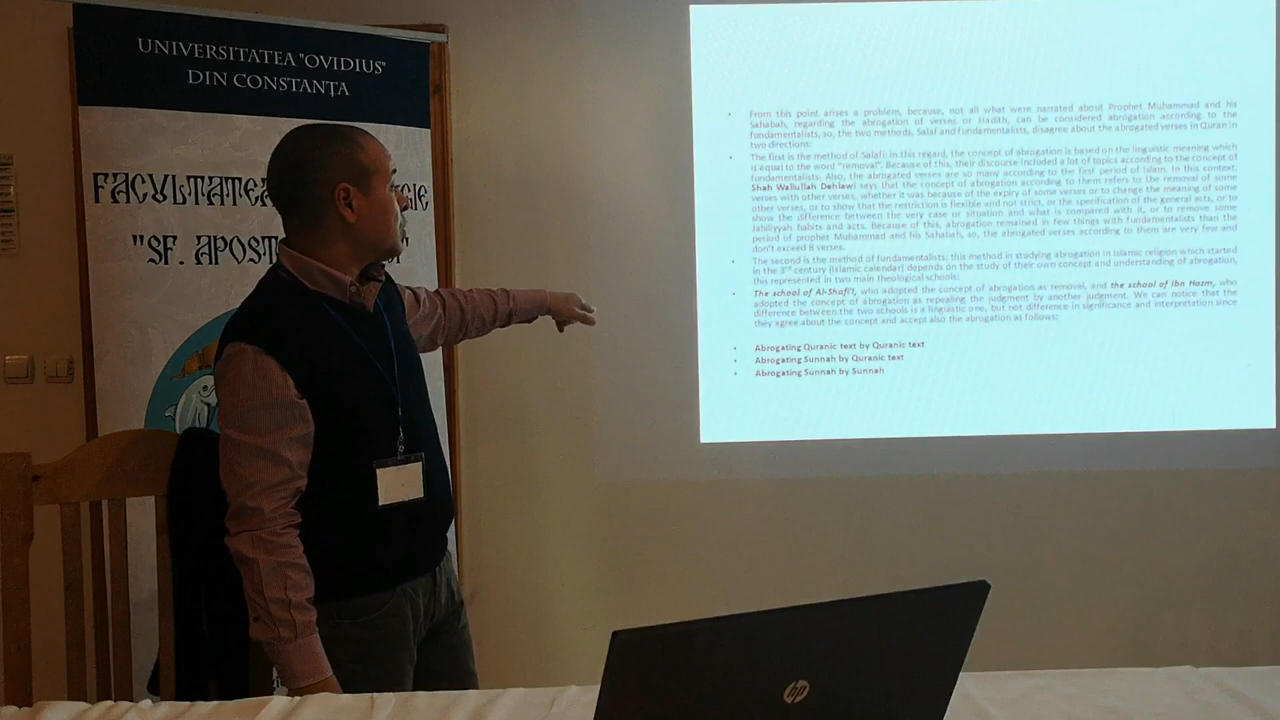 UNIVERSITATEA "OVIDIUS"
DIN CONSTANȚA
FACULTATEA
"SF. APOST
• From this point arises a problem, because, not all what were narrated about Prophet Muhammad and his
Sahabah, regarding the abrogation of verses or Hadith, can be considered abrogation according to the
fundamentalists, so, the two methods, Salaf and fundamentalists, disagree about the abrogated verses in Quran in
two directions:
• The first is the method of Salafi: in this regard, the concept of abrogation is based on the linguistic meaning which
is equal to the word "removal". Because of this, their discourse included a lot of topics according to the concept of
fundamentalists. Also, the abrogated verses are so many according to the first period of Islam. In this context,
Shah Waliullah Dehlawi says that the concept of abrogation according to them refers to the removal of some
verses with other verses, whether it was because of the expiry of some verses or to change the meaning of some
other verses, or to show that the restriction is flexible and not strict, or the specification of the general acts, or to
show the difference between the very case or situation and what is compared with it, or to remove some
Jahiliyyah habits and acts. Because of this, abrogation remained in few things with fundamentalists than the
period of prophet Muhammad and his Sahabah, so, the abrogated verses according to them are very few and
don't exceed 8 verses.
• The second is the method of fundamentalists: this method in studying abrogation in Islamic religion which started
in the 3rd century (Islamic calendar) depends on the study of their own concept and understanding of abrogation,
this represented in two main theological schools:
• The school of Al-Shafi'i, who adopted the concept of abrogation as removal, and the school of Ibn Hazm, who
adopted the concept of abrogation as repealing the judgment by another judgment. We can notice that the
difference between the two schools is a linguistic one, but not difference in significance and interpretation since
they agree about the concept and accept also the abrogation as follows:
• Abrogating Quranic text by Quranic text
• Abrogating Sunnah by Quranic text
• Abrogating Sunnah by Sunnah
hp